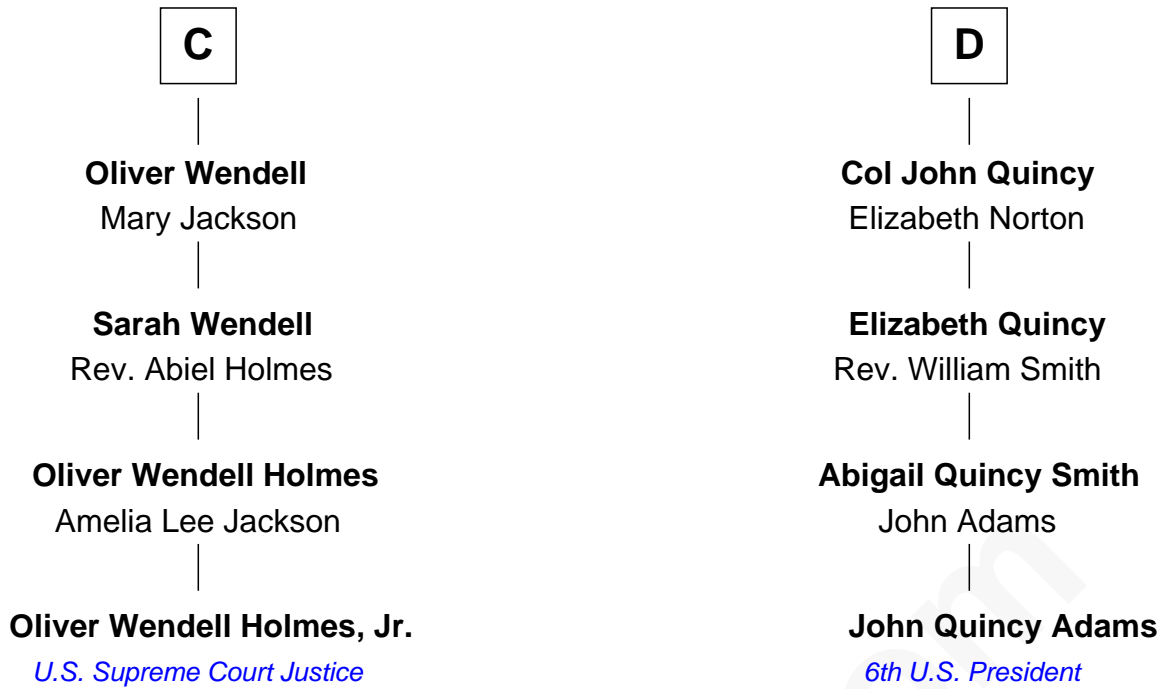 C
Oliver Wendell
Mary Jackson
Sarah Wendell
Rev. Abiel Holmes
Oliver Wendell Holmes
Amelia Lee Jackson
Oliver Wendell Holmes, Jr.
U.S. Supreme Court Justice
D
Col John Quincy
Elizabeth Norton
Elizabeth Quincy
Rev. William Smith
Abigail Quincy Smith
John Adams
John Quincy Adams
6th U.S. President